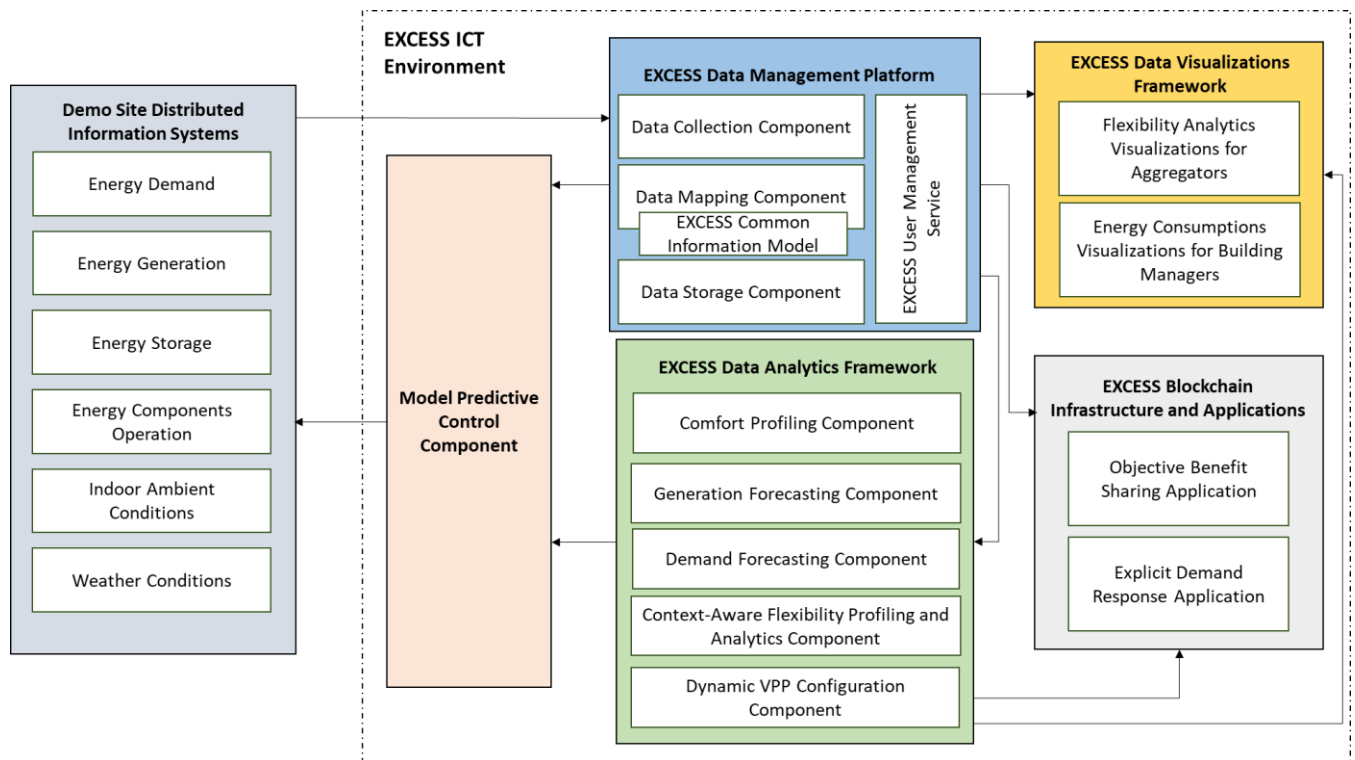 EXCESS ICT
Environment
Demo Site Distributed
Information Systems
Energy Demand
Energy Generation
Energy Storage
Energy Components
Operation
Indoor Ambient
Conditions
Weather Conditions
Model Predictive
Control
Component
EXCESS Data Management Platform
Data Collection Component
Data Mapping Component
EXCESS Common
Information Model
Data Storage Component
EXCESS User Management
Service
EXCESS Data Analytics Framework
Comfort Profiling Component
Generation Forecasting Component
Demand Forecasting Component
Context-Aware Flexibility Profiling and
Analytics Component
Dynamic VPP Configuration
Component
EXCESS Data Visualizations
Framework
Flexibility Analytics
Visualizations for
Aggregators
Energy Consumptions
Visualizations for Building
Managers
EXCESS Blockchain
Infrastructure and Applications
Objective Benefit
Sharing Application
Explicit Demand
Response Application